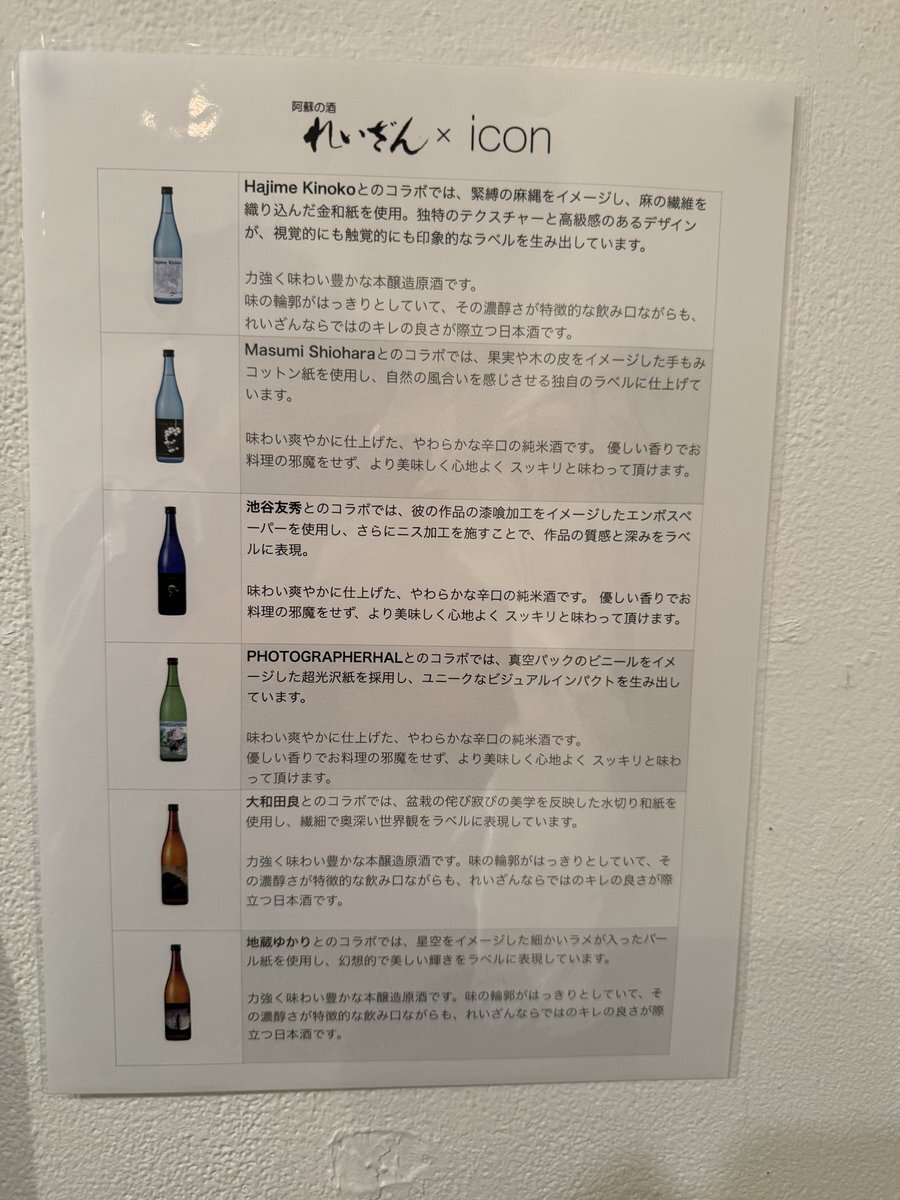 阿蘇の酒
れいざん × icon
Hajime Kinokoとのコラボでは、緊縛の麻縄をイメージし、麻の繊維を
織り込んだ金和紙を使用。独特のテクスチャーと高級感のあるデザイン
が、視覚的にも触覚的にも印象的なラベルを生み出しています。
力強く味わい豊かな本醸造原酒です。
味の輪郭がはっきりとしていて、その濃醇さが特徴的な飲み口ながらも、
れいざんならではのキレの良さが際立つ日本酒です。
Masumi Shioharaとのコラボでは、果実や木の皮をイメージした手もみ
コットン紙を使用し、自然の風合いを感じさせる独自のラベルに仕上げて
います。
味わい爽やかに仕上げた、やわらかな辛口の純米酒です。 優しい香りでお
料理の邪魔をせず、より美味しく心地よく スッキリと味わって頂けます。
池谷友秀とのコラボでは、彼の作品の漆喰加工をイメージしたエンボスペ
ーパーを使用し、さらにニス加工を施すことで、作品の質感と深みをラベ
ルに表現。
味わい爽やかに仕上げた、やわらかな辛口の純米酒です。 優しい香りでお
料理の邪魔をせず、より美味しく心地よく スッキリと味わって頂けます。
PHOTOGRAPHERHALとのコラボでは、真空パックのビニールをイメ
ージした超光沢紙を採用し、ユニークなビジュアルインパクトを生み出し
ています。
味わい爽やかに仕上げた、やわらかな辛口の純米酒です。
優しい香りでお料理の邪魔をせず、より美味しく心地よく スッキリと味わ
って頂けます。
大和田良とのコラボでは、盆栽の侘び寂びの美学を反映した水切り和紙を
使用し、繊細で奥深い世界観をラベルに表現しています。
力強く味わい豊かな本醸造原酒です。味の輪郭がはっきりとしていて、そ
の濃醇さが特徴的な飲み口ながらも、れいざんならではのキレの良さが際
立つ日本酒です。
地蔵ゆかりとのコラボでは、星空をイメージした細かいラメが入ったパー
ル紙を使用し、幻想的で美しい輝きをラベルに表現しています。
力強く味わい豊かな本醸造原酒です。味の輪郭がはっきりとしていて、そ
の濃醇さが特徴的な飲み口ながらも、れいざんならではのキレの良さが際
立つ日本酒です。
Hajime Kinoko